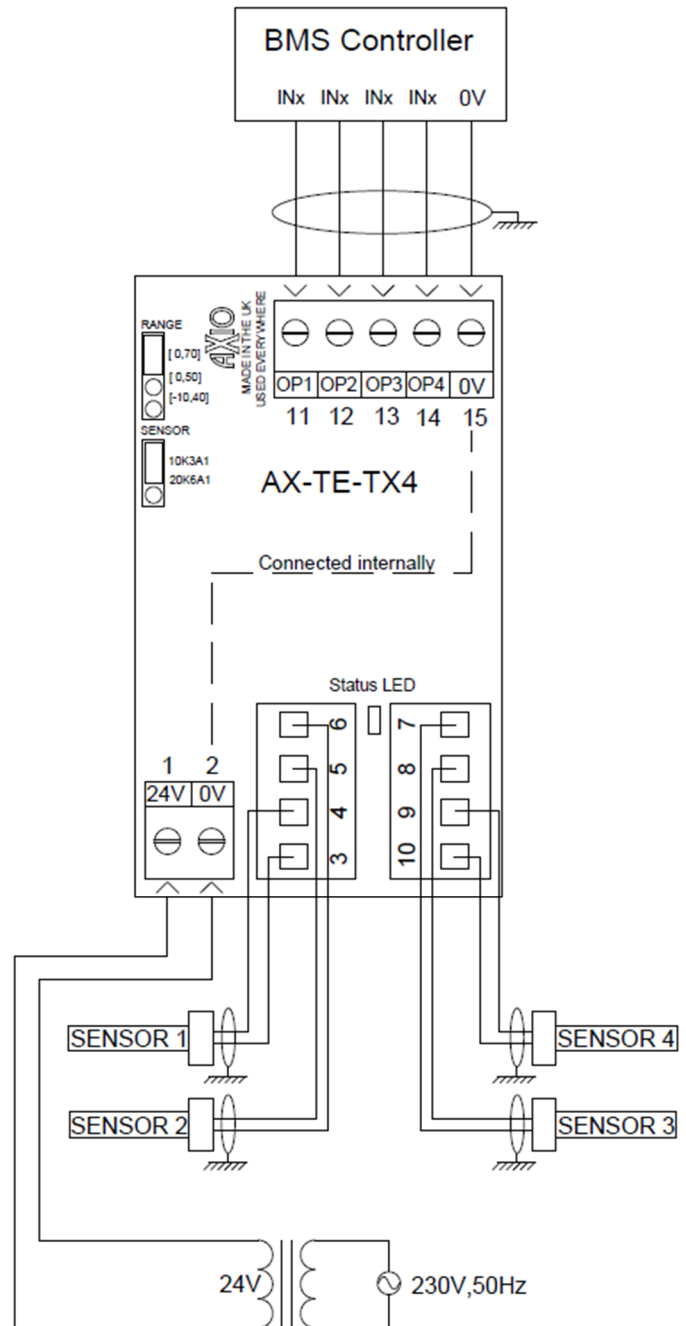 BMS Controller
INx INx INx INx 0V
RANGE
[ 0,70]
[ 0,50]
[-10,40]
SENSOR
10K3A1
20K6A1
AXIO
MADE IN THE UK
USED EVERYWHERE
OP1 OP2 OP3 OP4 0V
11 12 13 14 15
AX-TE-TX4
Connected internally
Status LED
6 7
5 8
4 9
3 10
1 2
24V 0V
SENSOR 1
SENSOR 4
SENSOR 2
SENSOR 3
24V
230V,50Hz